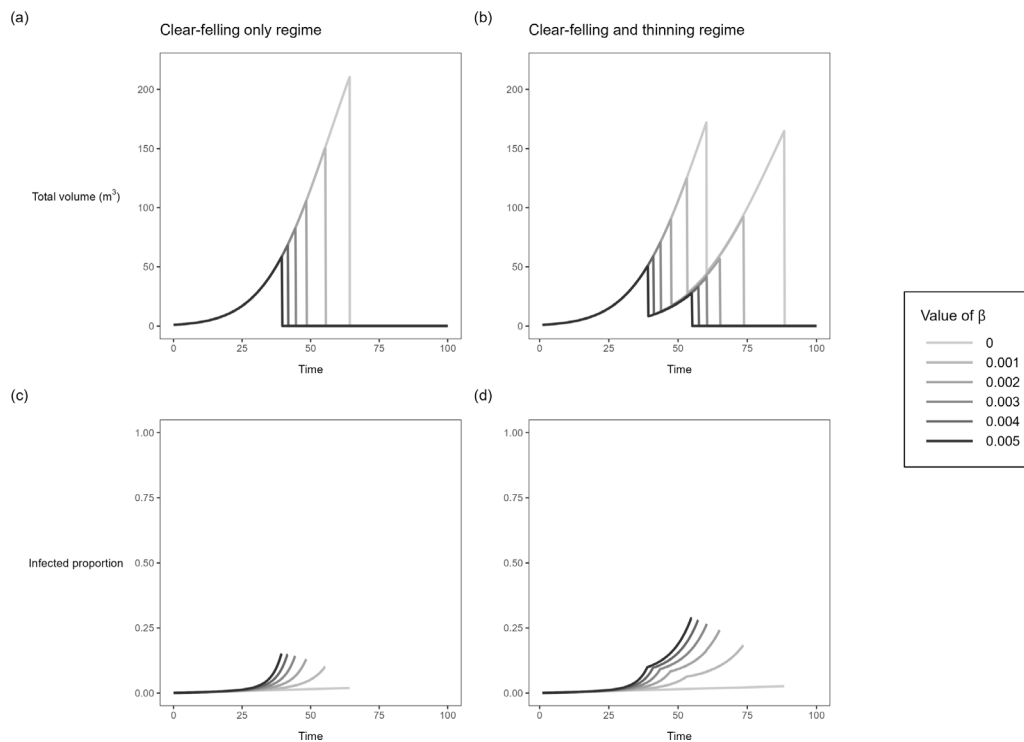 (a)
Clear-felling only regime
(b)
Clear-felling and thinning regime
Total volume (m³)
200
150
100
50
0
0 25 50 75 100
Time
200
150
100
50
0
0 25 50 75 100
Time
Value of β
0
0.001
0.002
0.003
0.004
0.005
(c)
(d)
Infected proportion
1.00
0.75
0.50
0.25
0.00
0 25 50 75 100
Time
1.00
0.75
0.50
0.25
0.00
0 25 50 75 100
Time